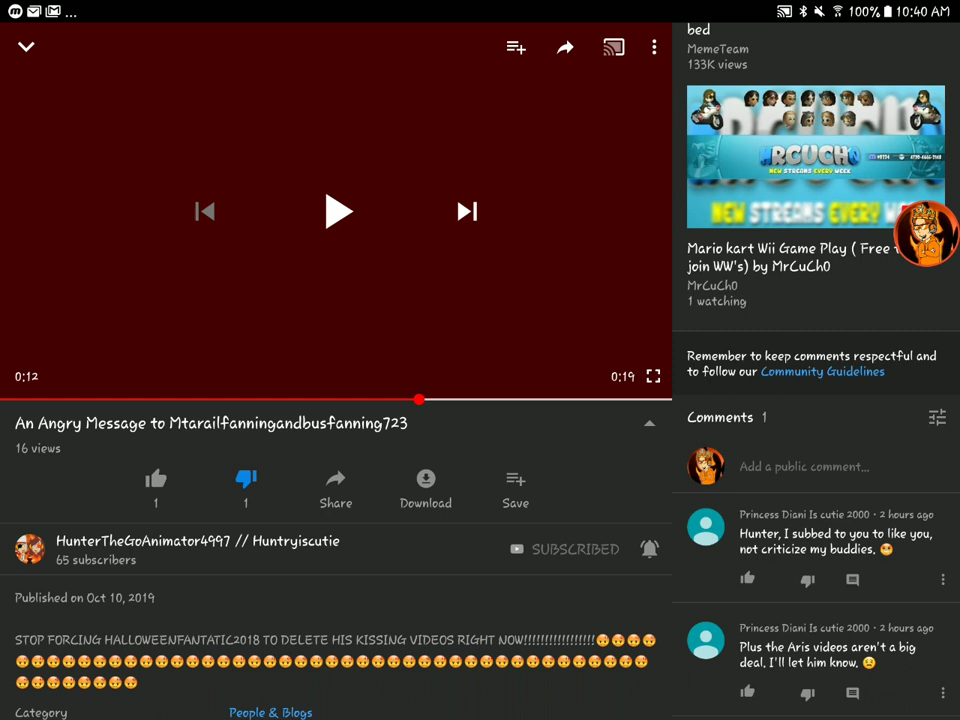 100% 10:40 AM
0:12
0:19
An Angry Message to Mtarailfanningandbusfanning723
16 views
1
1
Share
Download
Save
HunterTheGoAnimator4997 // Huntryiscutie
65 subscribers
SUBSCRIBED
Published on Oct 10, 2019
STOP FORCING HALLOWEENFANTATIC2018 TO DELETE HIS KISSING VIDEOS RIGHT NOW!!!!!!!!!!!!!!!!!
Category
People & Blogs
bed
MemeTeam
133K views
MRCUCH0
NEW STREAMS EVERY WEEK
NEW STREAMS EVERY
Mario kart Wii Game Play ( Free
join WW's) by MrCuCh0
MrCuCh0
1 watching
Remember to keep comments respectful and
to follow our Community Guidelines
Comments 1
Add a public comment...
Princess Diani Is cutie 2000 • 2 hours ago
Hunter, I subbed to you to like you,
not criticize my buddies. 😬
Princess Diani Is cutie 2000 • 2 hours ago
Plus the Aris videos aren't a big
deal. I'll let him know. 😣